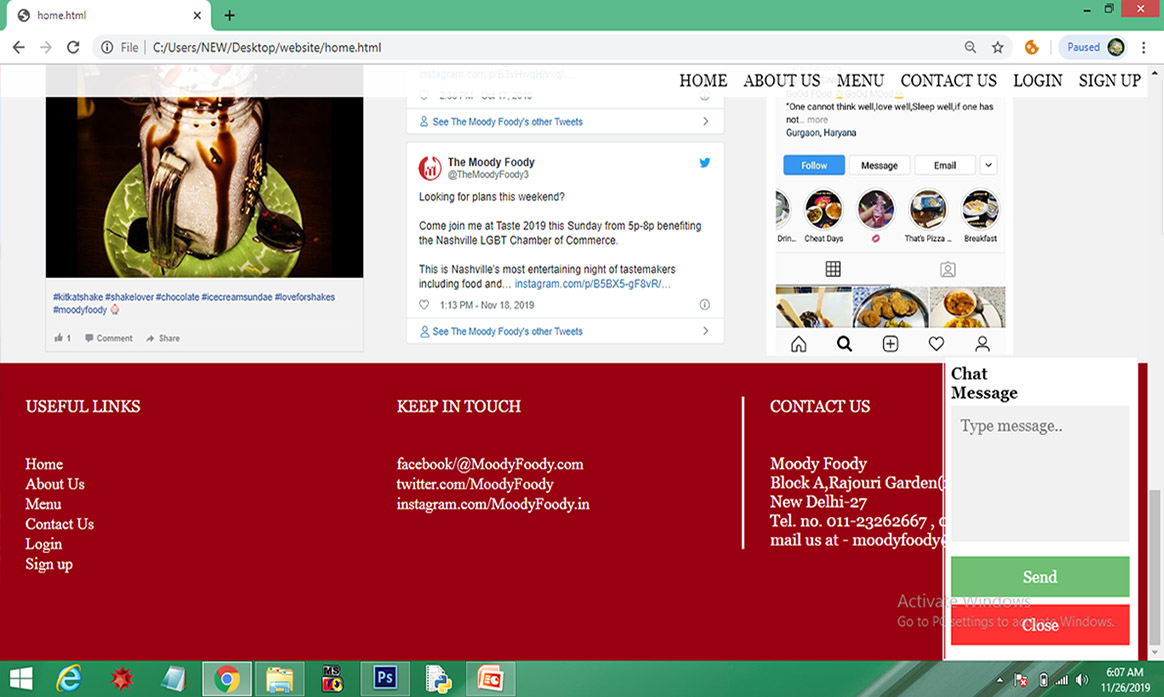 home.html
File
C:/Users/NEW/Desktop/website/home.html
Paused
HOME ABOUT US MENU CONTACT US LOGIN SIGN UP
#kitkatshake #shakelover #chocolate #icecreamsundae #loveforshakes
#moodyfoody
1 Comment Share
2:33 PM - Oct 17, 2019
See The Moody Foody's other Tweets
The Moody Foody
@TheMoodyFoody3
Looking for plans this weekend?
Come join me at Taste 2019 this Sunday from 5p-8p benefiting
the Nashville LGBT Chamber of Commerce.
This is Nashville's most entertaining night of tastemakers
including food and... instagram.com/p/B5BX5-gF8vR/...
1:13 PM - Nov 18, 2019
See The Moody Foody's other Tweets
"One cannot think well,love well,Sleep well,if one has
not.. more
Gurgaon, Haryana
Follow Message Email
Drin... Cheat Days That's Pizza ... Breakfast
USEFUL LINKS
Home
About Us
Menu
Contact Us
Login
Sign up
KEEP IN TOUCH
facebook/@MoodyFoody.com
twitter.com/MoodyFoody
instagram.com/MoodyFoody.in
CONTACT US
Moody Foody
Block A,Rajouri Garden(
New Delhi-27
Tel. no. 011-23262667 ,
mail us at - moodyfoody
Chat
Message
Type message..
Send
Close
Activate Windows
Go to PC settings to activate Windows.
MS
Ps
6:07 AM
11/26/2019